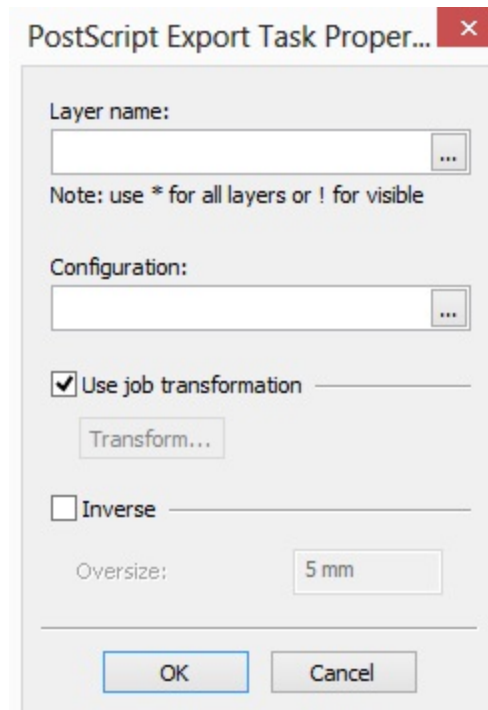 PostScript Export Task Proper...
Layer name:
...
Note: use * for all layers or ! for visible
Configuration:
...
Use job transformation
Transform...
Inverse
Oversize: 5 mm
OK Cancel